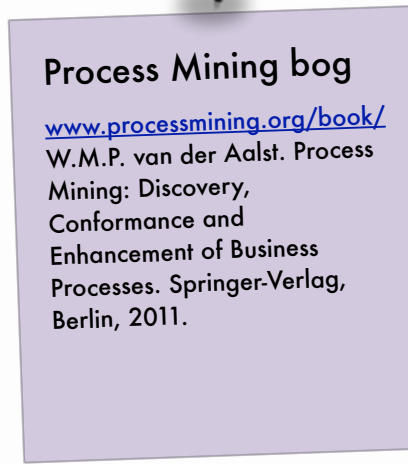 Process Mining bog
www.processmining.org/book/
W.M.P. van der Aalst. Process
Mining: Discovery,
Conformance and
Enhancement of Business
Processes. Springer-Verlag,
Berlin, 2011.